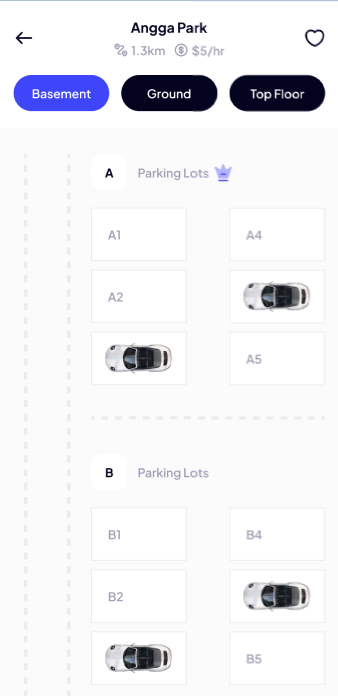 Angga Park
1.3km $5/hr
Basement Ground Top Floor
A Parking Lots
A1 A4
A2
A5
B Parking Lots
B1 B4
B2
B5